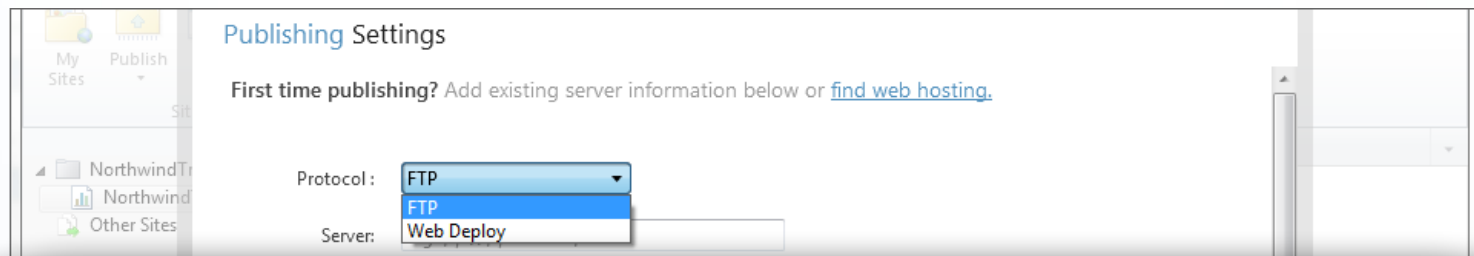 Publishing Settings
My
Sites
Publish
First time publishing? Add existing server information below or find web hosting.
Sit
NorthwindTr
Northwind
Other Sites
Protocol :
FTP
FTP
Web Deploy
Server: